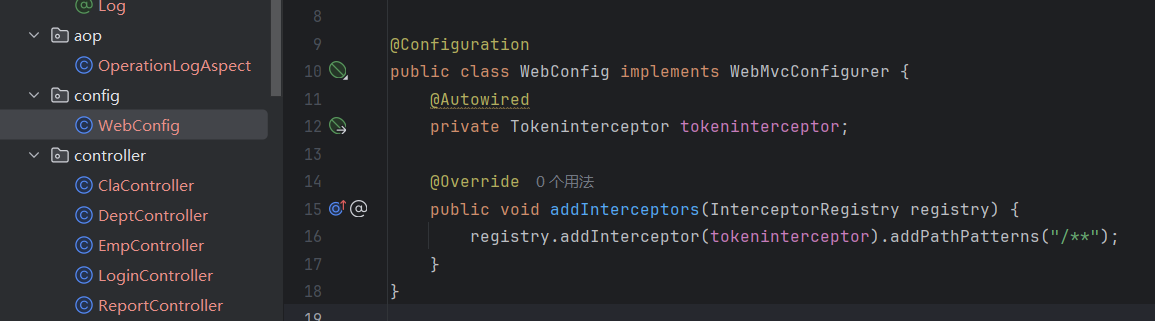 Log
aop
OperationLogAspect
config
WebConfig
controller
ClaController
DeptController
EmpController
LoginController
ReportController
8
9 @Configuration
10 public class WebConfig implements WebMvcConfigurer {
11 @Autowired
12 private Tokeninterceptor tokeninterceptor;
13
14 @Override 0 个用法
15 public void addInterceptors(InterceptorRegistry registry) {
16 registry.addInterceptor(tokeninterceptor).addPathPatterns("/**");
17 }
18 }
19